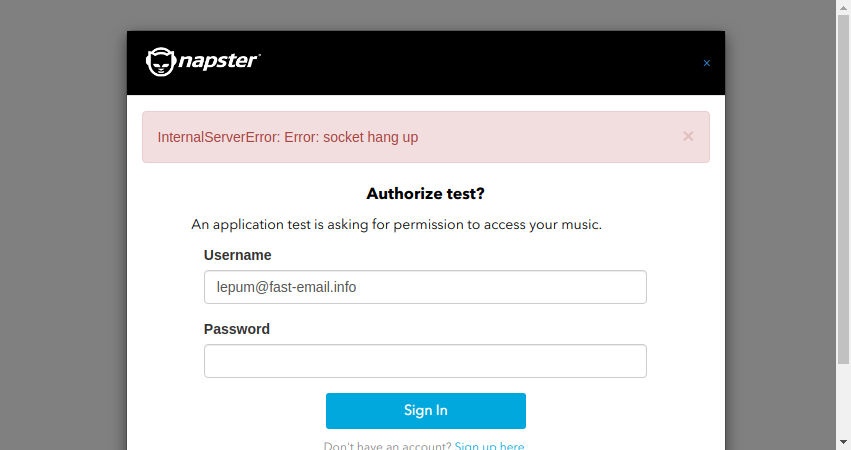 napster
×
InternalServerError: Error: socket hang up
×
Authorize test?
An application test is asking for permission to access your music.
Username
lepum@fast-email.info
Password
Sign In
Don't have an account? Sign up here